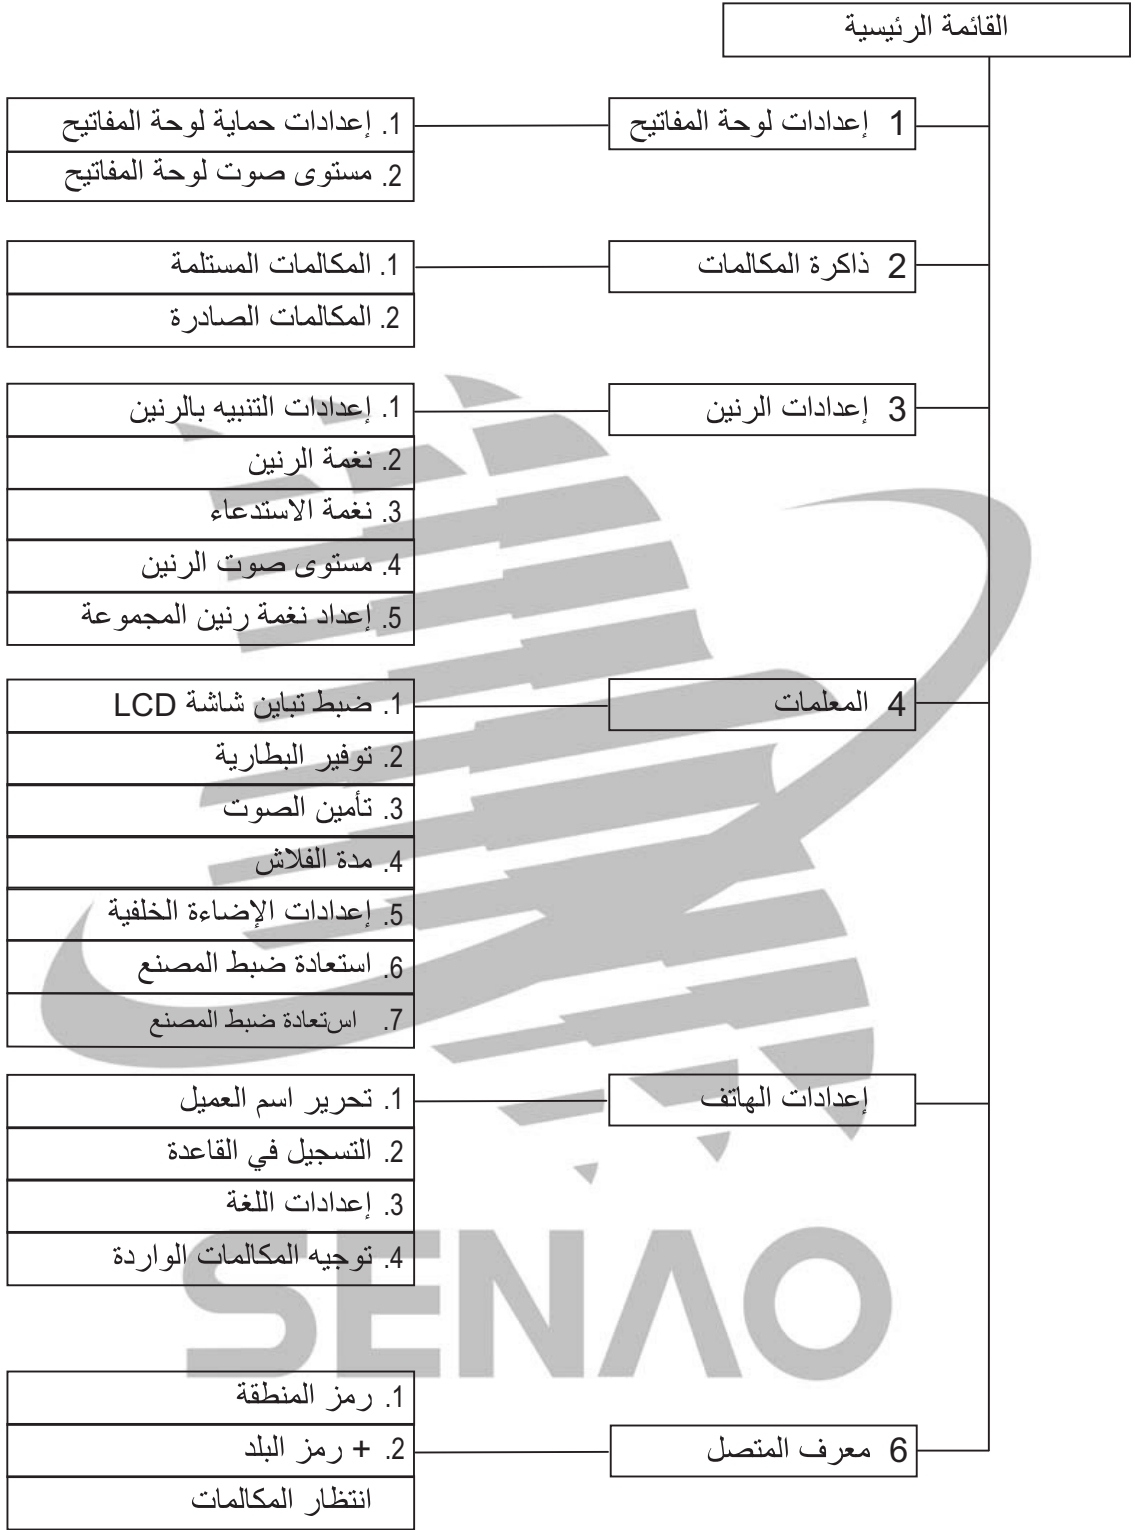 القائمة الرئيسية
1 إعدادات لوحة المفاتيح
1. إعدادات حماية لوحة المفاتيح
2. مستوى صوت لوحة المفاتيح
2 ذاكرة المكالمات
1. المكالمات المستلمة
2. المكالمات الصادرة
3 إعدادات الرنين
1. إعدادات التنبيه بالرنين
2. نغمة الرنين
3. نغمة الاستدعاء
4. مستوى صوت الرنين
5. إعداد نغمة رنين المجموعة
4 المعلمات
1. ضبط تباين شاشة LCD
2. توفير البطارية
3. تأمين الصوت
4. مدة الفلاش
5. إعدادات الإضاءة الخلفية
6. استعادة ضبط المصنع
7. استعادة ضبط المصنع
إعدادات الهاتف
1. تحرير اسم العميل
2. التسجيل في القاعدة
3. إعدادات اللغة
4. توجيه المكالمات الواردة
SENAO
6 معرف المتصل
1. رمز المنطقة
2. + رمز البلد
انتظار المكالمات